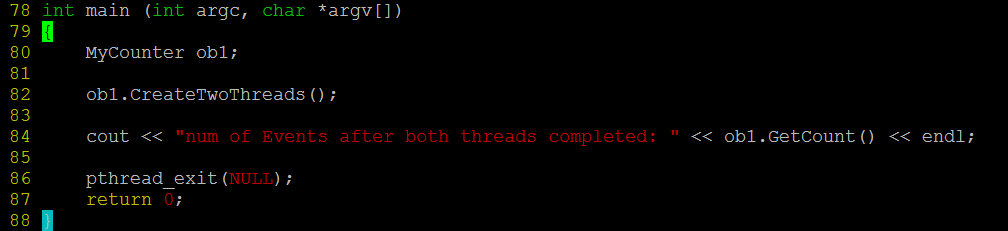 78 int main (int argc, char *argv[])
79 {
80     MyCounter ob1;
81
82     ob1.CreateTwoThreads();
83
84     cout << "num of Events after both threads completed: " << ob1.GetCount() << endl;
85
86     pthread_exit(NULL);
87     return 0;
88 }